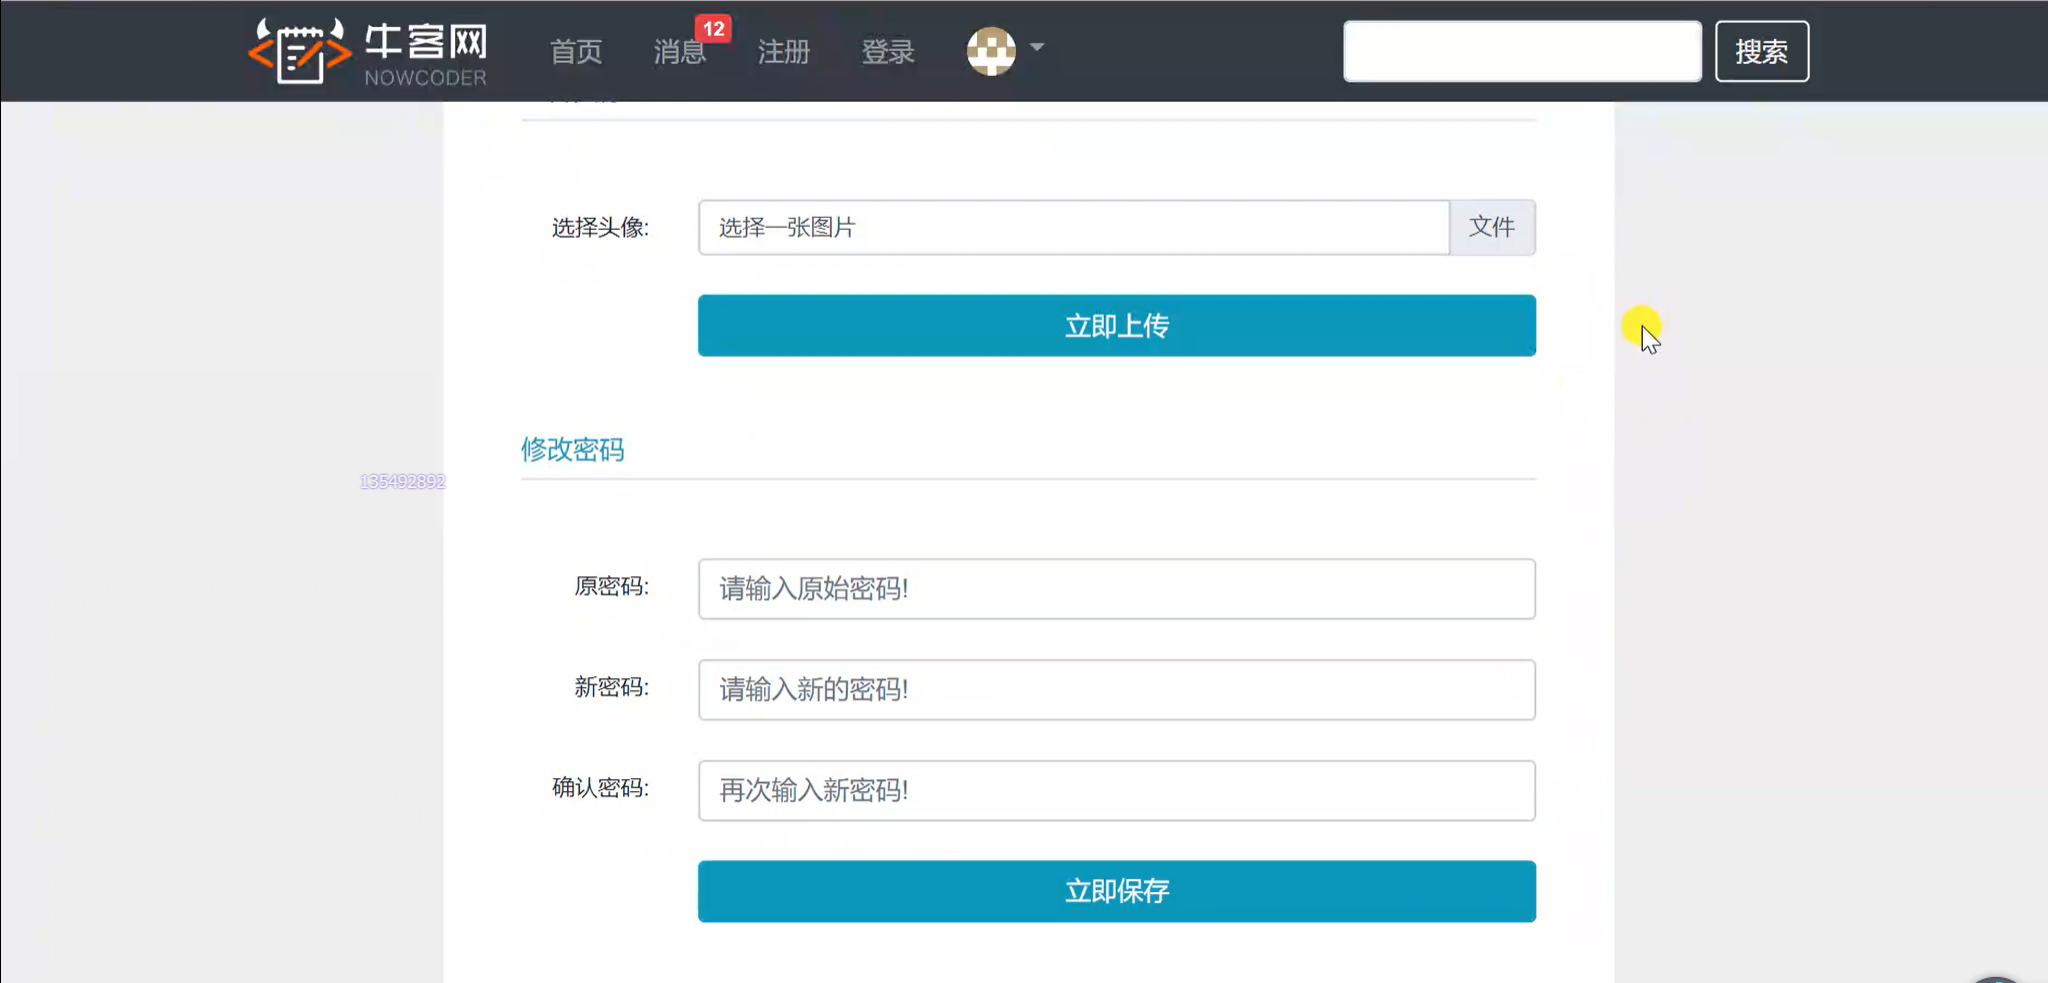 牛客网
NOWCODER
首页 消息 12 注册 登录
搜索
选择头像: 选择一张图片 文件
立即上传
修改密码
135492892
原密码: 请输入原始密码!
新密码: 请输入新的密码!
确认密码: 再次输入新密码!
立即保存